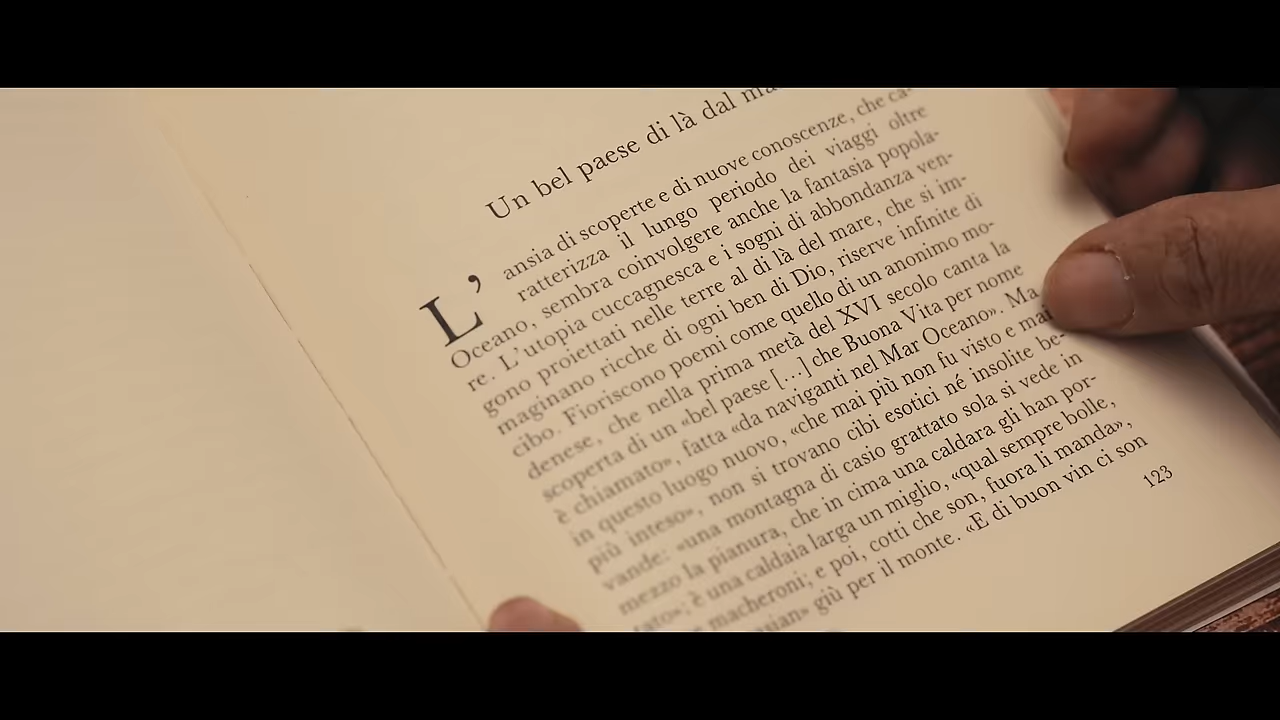 Un bel paese di là dal ma
L’ansia di scoperte e di nuove conoscenze, che ca-
ratterizza il lungo periodo dei viaggi oltre
Oceano, sembra coinvolgere anche la fantasia popola-
re. L’utopia cuccagnesca e i sogni di abbondanza ven-
gono proiettati nelle terre al di là del mare, che si im-
maginano ricche di ogni ben di Dio, riserve infinite di
cibo. Fioriscono poemi come quello di un anonimo mo-
denese, che nella prima metà del XVI secolo canta la
scoperta di un «bel paese [...] che Buona Vita per nome
è chiamato», fatta «da naviganti nel Mar Oceano». Ma
in questo luogo nuovo, «che mai più non fu visto e mai
più inteso», non si trovano cibi esotici né insolite be-
vande: «una montagna di casio grattato sola si vede in
mezzo la pianura, che in cima una caldara gli han por-
tato»; è una caldaia larga un miglio, «qual sempre bolle,
e macheroni; e poi, cotti che son, fuora li manda»,
giù per il monte. «E di buon vin ci son
123